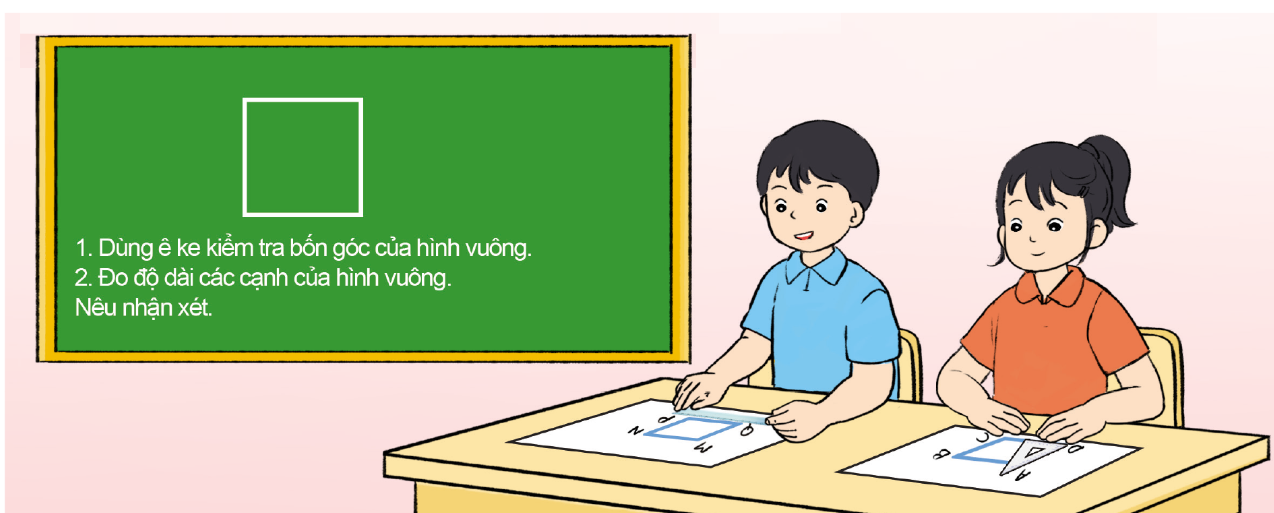 1. Dùng ê ke kiểm tra bốn góc của hình vuông.
2. Đo độ dài các cạnh của hình vuông.
Nêu nhận xét.
P
N
Q
M
C
D
B
A